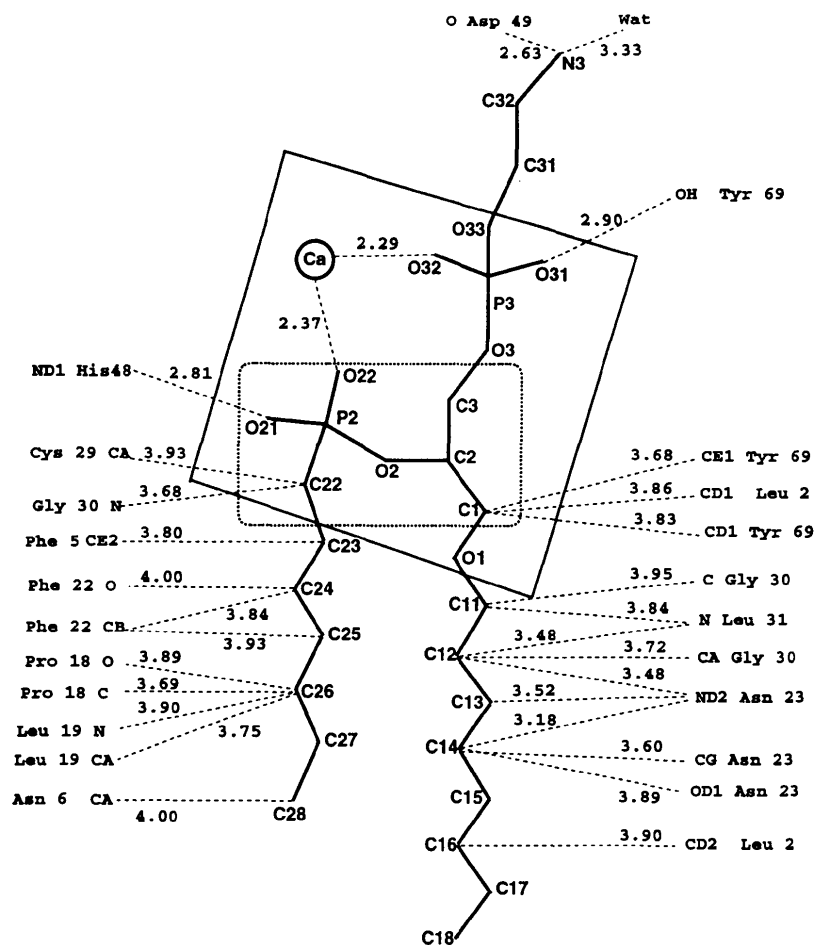 O Asp 49 Wat
2.63 3.33
N3
C32
C31
OH Tyr 69
2.90
O33
2.29
Ca
O32 O31
P3
2.37
O3
ND1 His48 2.81
O22
C3
O21 P2
Cys 29 CA 3.93
O2 C2
3.68 CE1 Tyr 69
Gly 30 N 3.68
C22
3.86 CD1 Leu 2
C1
3.83 CD1 Tyr 69
Phe 5 CE2 3.80
C23
O1
3.95 C Gly 30
Phe 22 O 4.00
C24
C11
3.84 N Leu 31
Phe 22 CB 3.84
3.93
C25
3.48
C12
3.72 CA Gly 30
Pro 18 O 3.89
3.48
Pro 18 C 3.69
C26
C13 3.52 ND2 Asn 23
3.90
Leu 19 N
3.75
3.18
C27
C14
3.60 CG Asn 23
Leu 19 CA
OD1 Asn 23
3.89
Asn 6 CA
4.00
C28
C15
C16
3.90 CD2 Leu 2
C17
C18